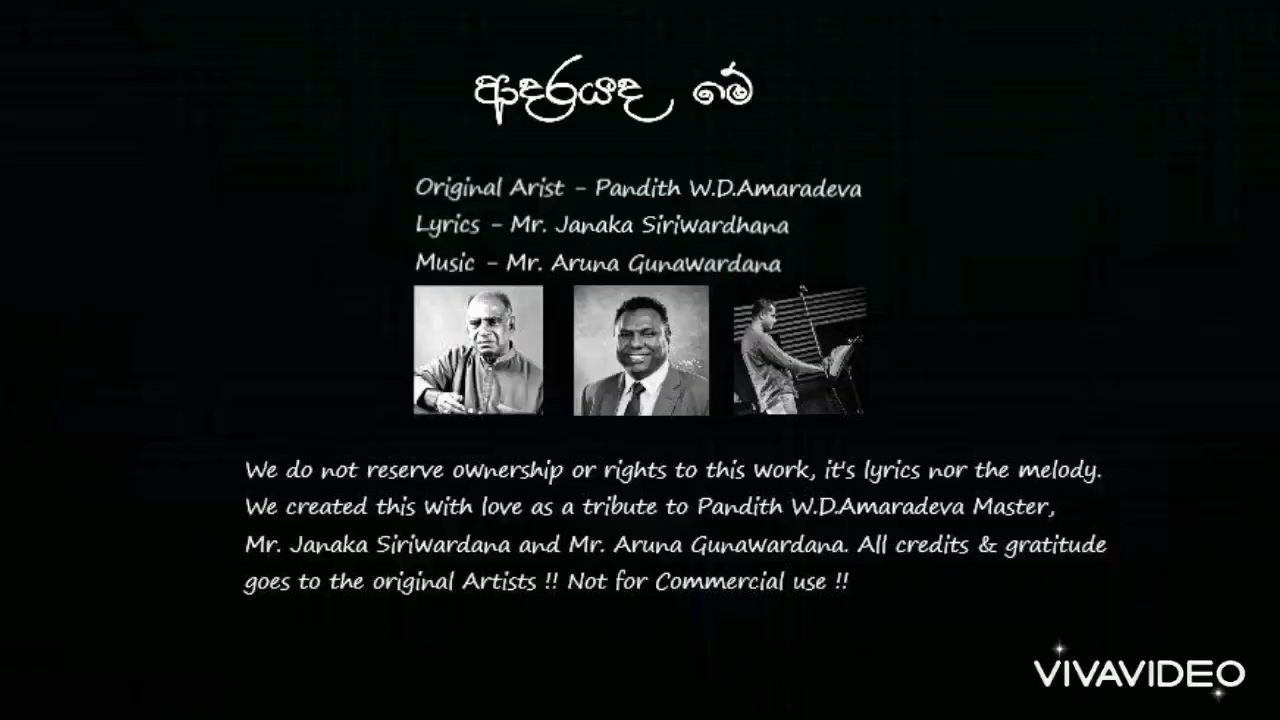 ආදරයද මේ
Original Arist - Pandith W.D.Amaradeva
Lyrics - Mr. Janaka Siriwardhana
Music - Mr. Aruna Gunawardana
We do not reserve ownership or rights to this work, it's lyrics nor the melody.
We created this with love as a tribute to Pandith W.D.Amaradeva Master,
Mr. Janaka Siriwardana and Mr. Aruna Gunawardana. All credits & gratitude
goes to the original Artists !! Not for Commercial use !!
VIVAVIDEO